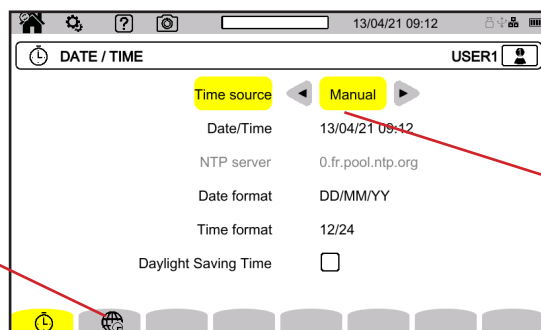 13/04/21 09:12
DATE / TIME USER1
Time source Manual
Date/Time 13/04/21 09:12
NTP server 0.fr.pool.ntp.org
Date format DD/MM/YY
Time format 12/24
Daylight Saving Time